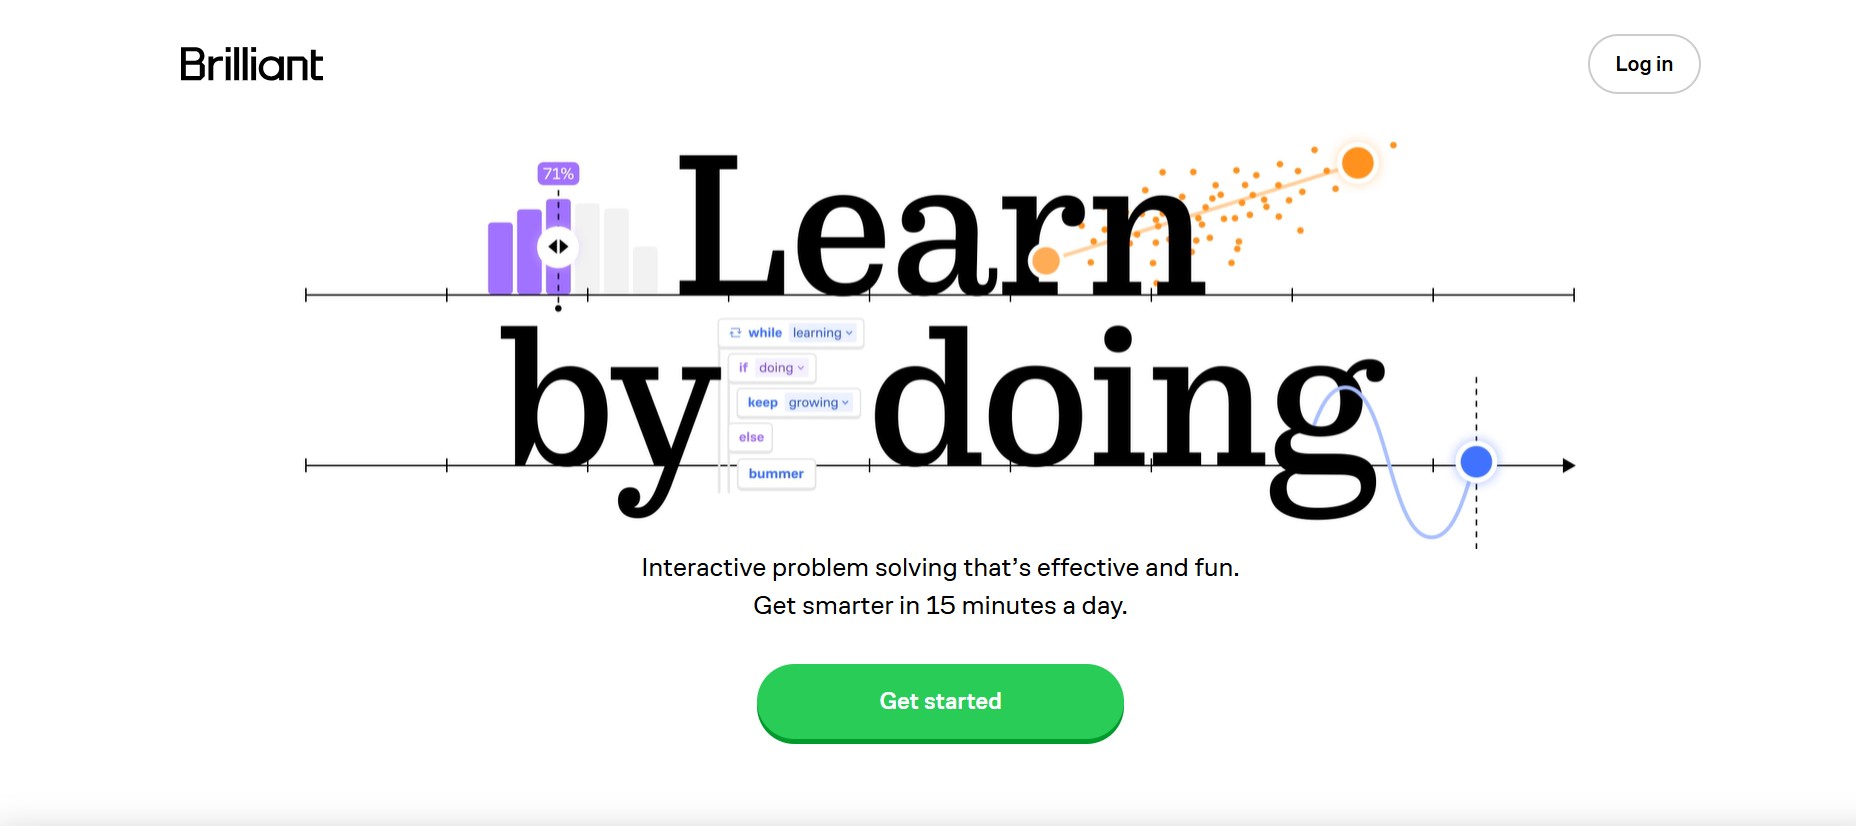 Brilliant
Log in
71%
Learn
by doing
while learning
if doing
keep growing
else
bummer
Interactive problem solving that’s effective and fun.
Get smarter in 15 minutes a day.
Get started